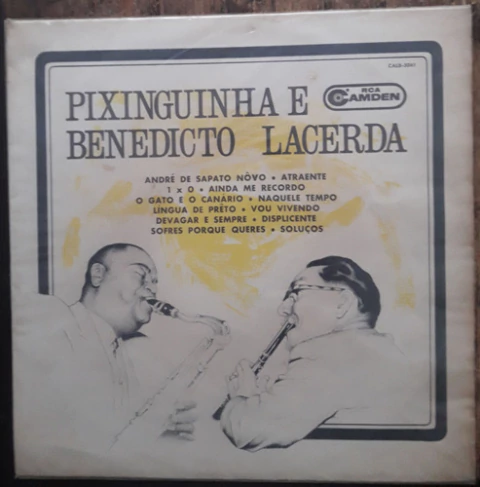 PIXINGUINHA E
BENEDICTO LACERDA
RCA
CAMDEN
ANDRÉ DE SAPATO NÔVO • ATRAENTE
1 x 0 • AINDA ME RECORDO
O GATO E O CANÁRIO • NAQUELE TEMPO
LINGUA DE PRÊTO • VOU VIVENDO
DEVAGAR E SEMPRE • DISPLICENTE
SOFRES PORQUE QUERES • SOLUÇOS